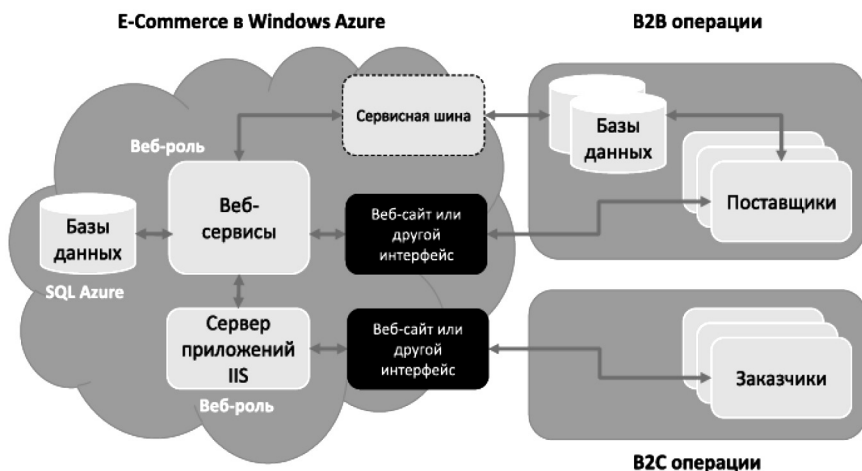 E-Commerce в Windows Azure
B2B операции
Сервисная шина
Базы
данных
Веб-роль
Поставщики
Веб-
сервисы
Веб-сайт или
другой
интерфейс
Базы
данных
SQL Azure
Сервер
приложений
IIS
Веб-сайт или
другой
интерфейс
Заказчики
Веб-роль
B2C операции